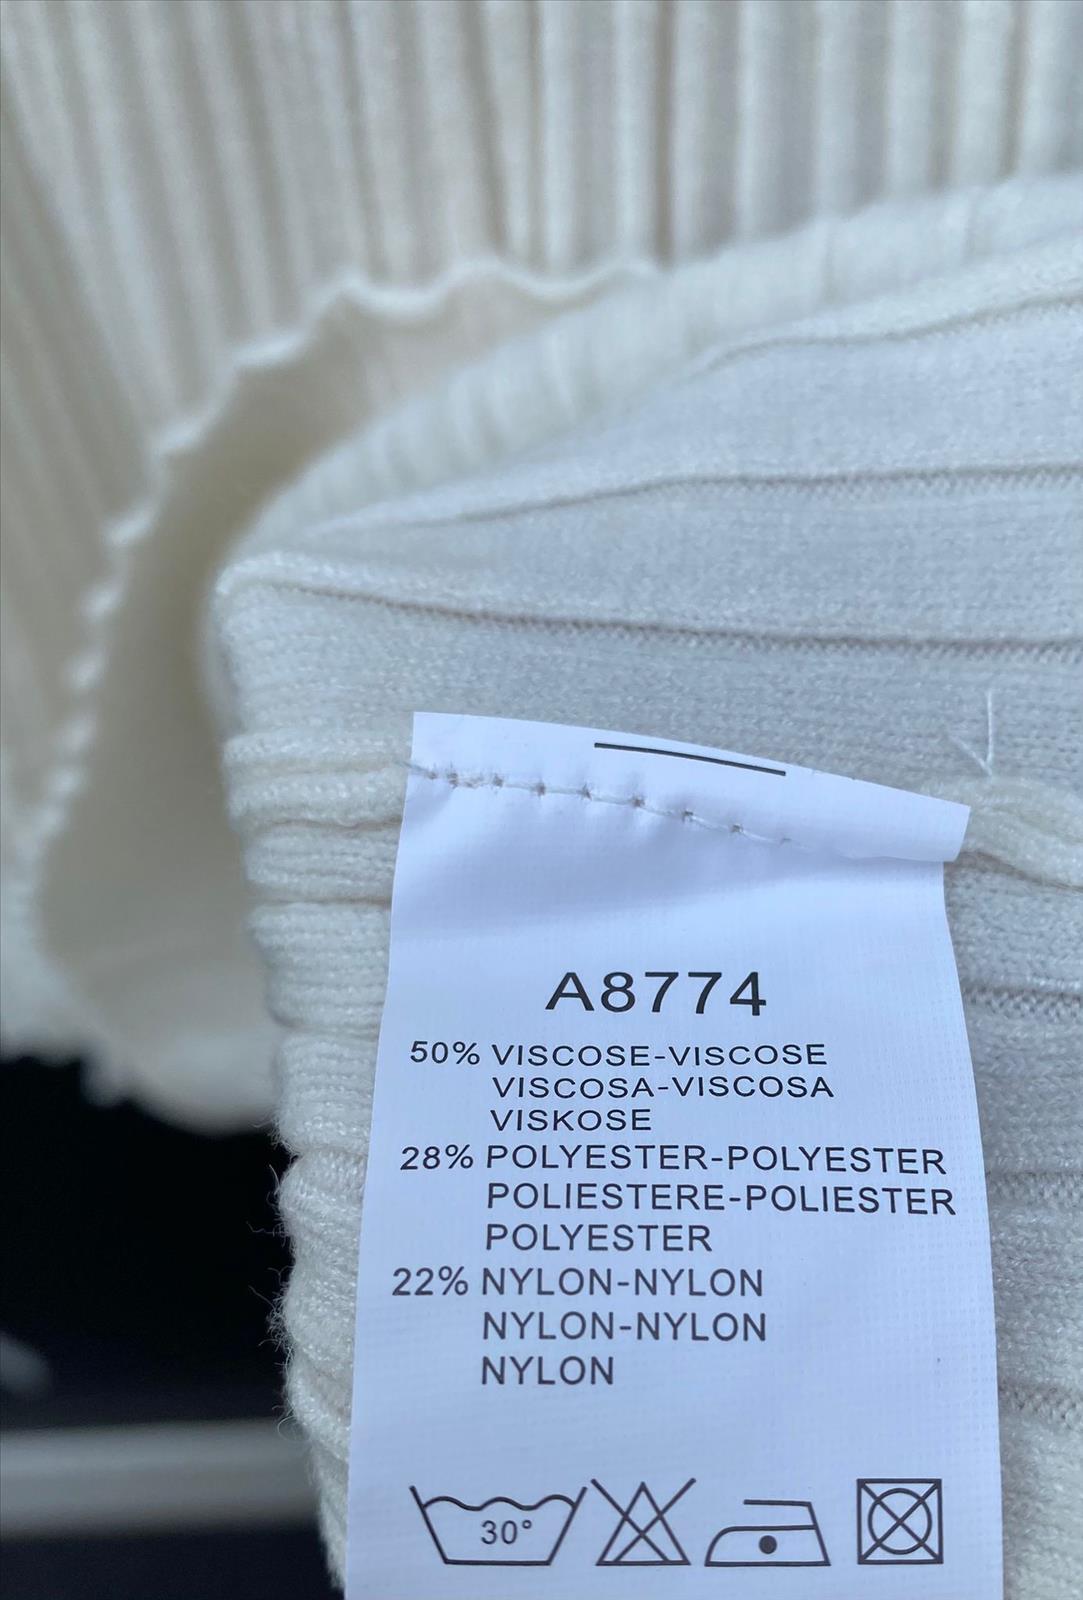 A8774
50% VISCOSE-VISCOSE
VISCOSA-VISCOSA
VISKOSE
28% POLYESTER-POLYESTER
POLIESTERE-POLIESTER
POLYESTER
22% NYLON-NYLON
NYLON-NYLON
NYLON
30°